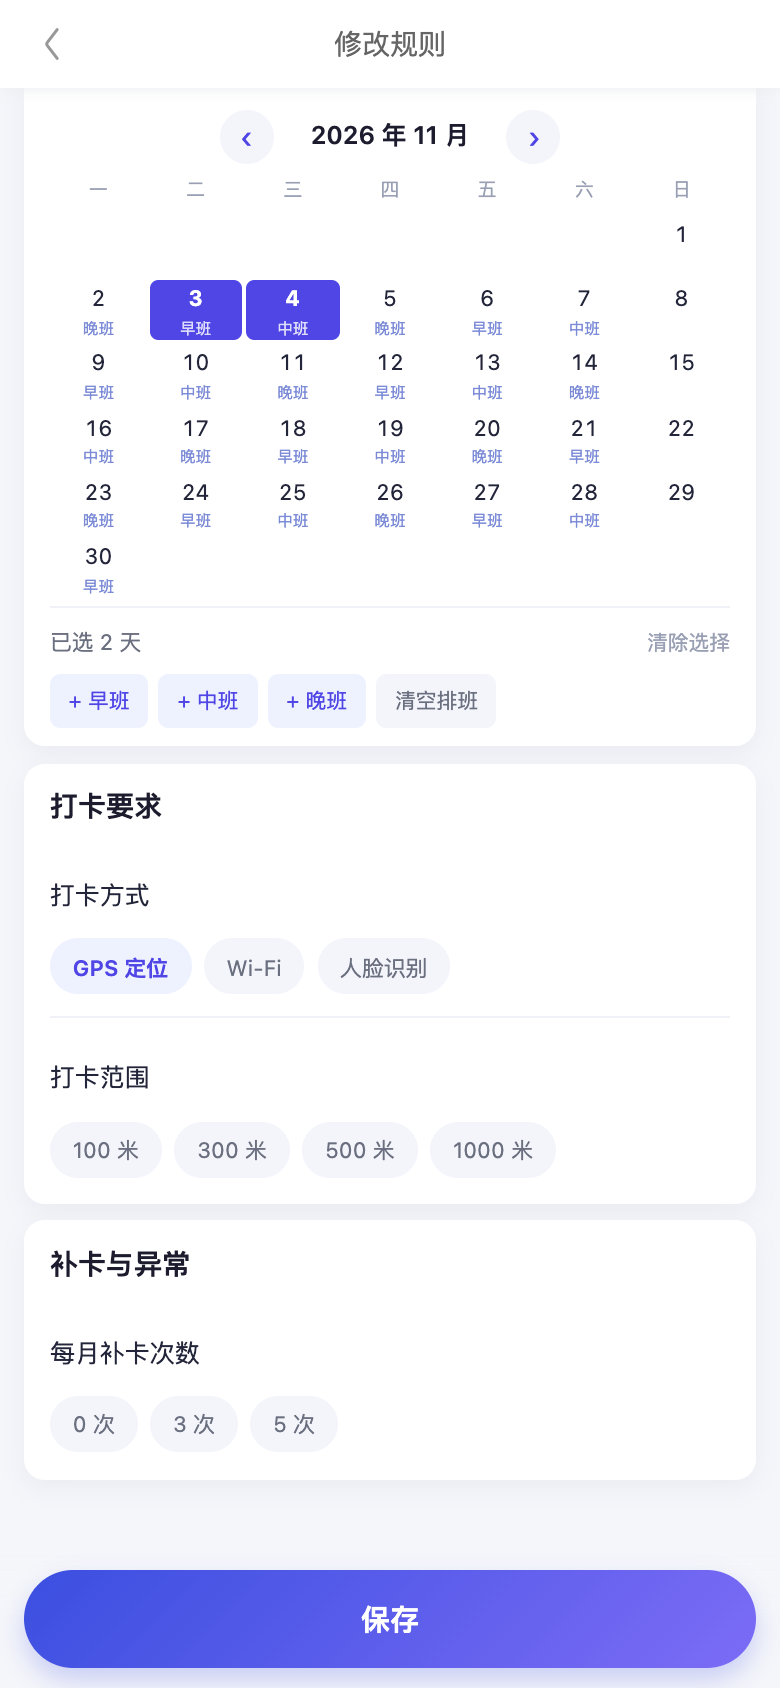 修改规则
‹ 2026 年 11 月 ›
一 二 三 四 五 六 日
1
2 3 4 5 6 7 8
晚班 早班 中班 晚班 早班 中班
9 10 11 12 13 14 15
早班 中班 晚班 早班 中班 晚班
16 17 18 19 20 21 22
中班 晚班 早班 中班 晚班 早班
23 24 25 26 27 28 29
晚班 早班 中班 晚班 早班 中班
30
早班
已选 2 天 清除选择
+ 早班 + 中班 + 晚班 清空排班
打卡要求
打卡方式
GPS 定位 Wi-Fi 人脸识别
打卡范围
100 米 300 米 500 米 1000 米
补卡与异常
每月补卡次数
0 次 3 次 5 次
保存